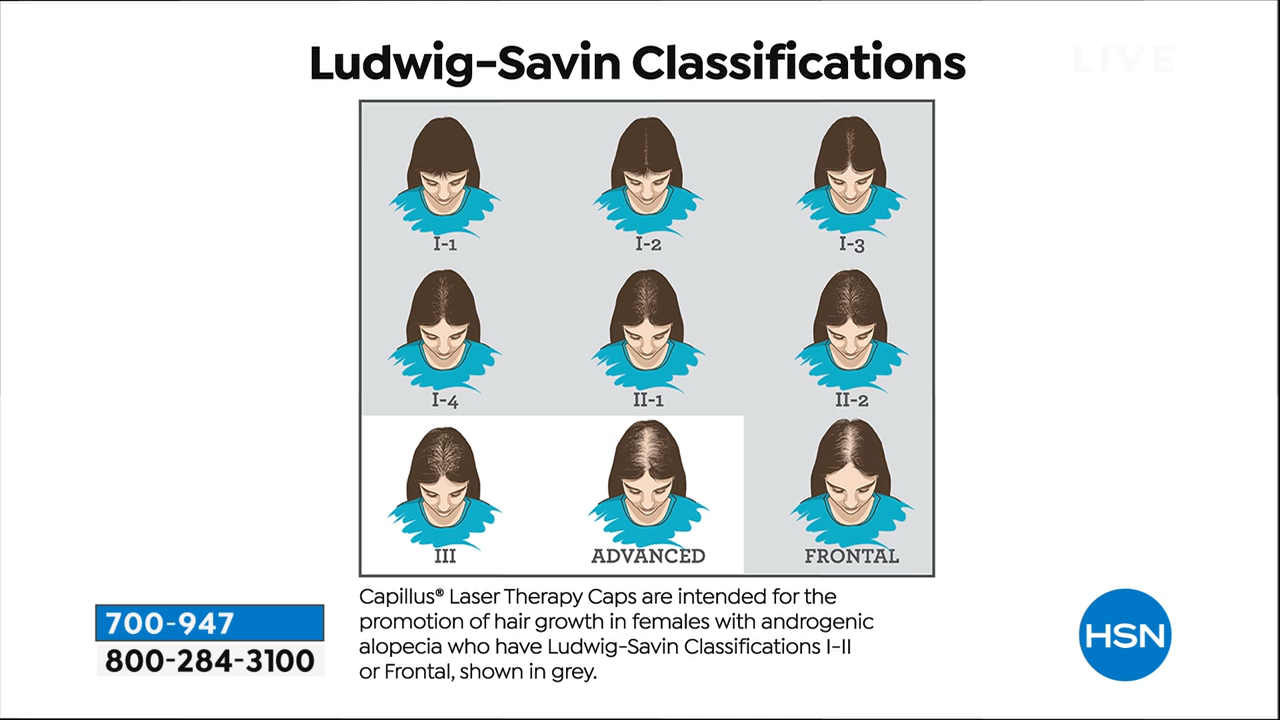 Ludwig-Savin Classifications
LIVE
I-1
I-2
I-3
I-4
II-1
II-2
III
ADVANCED
FRONTAL
Capillus® Laser Therapy Caps are intended for the
promotion of hair growth in females with androgenic
alopecia who have Ludwig-Savin Classifications I-II
or Frontal, shown in grey.
700-947
800-284-3100
HSN